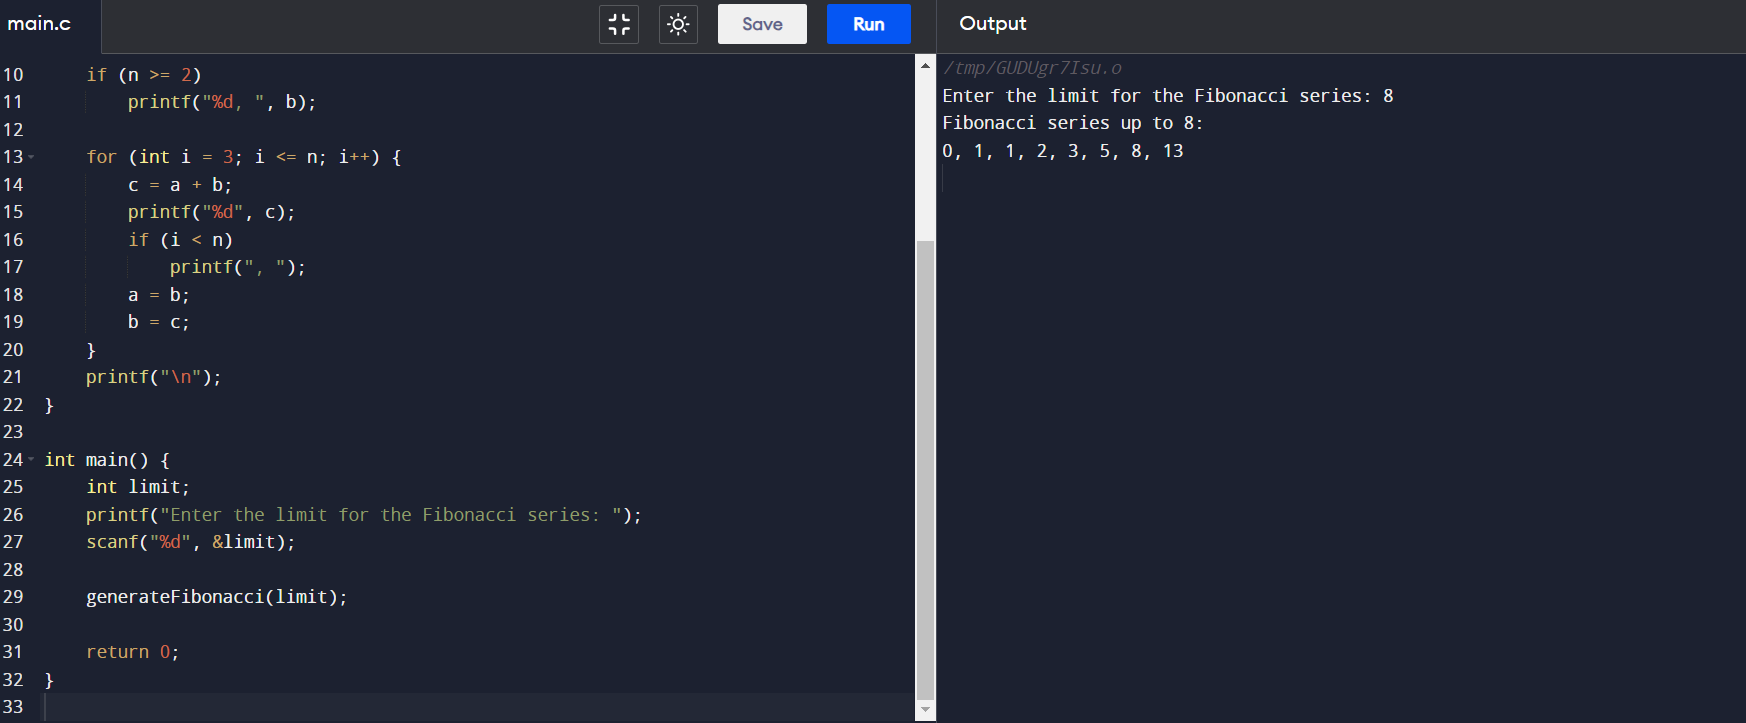 main.c
Save
Run
Output
10     if (n >= 2)
11         printf("%d, ", b);
12
13     for (int i = 3; i <= n; i++) {
14         c = a + b;
15         printf("%d", c);
16         if (i < n)
17             printf(", ");
18         a = b;
19         b = c;
20     }
21     printf("\n");
22 }
23
24 int main() {
25     int limit;
26     printf("Enter the limit for the Fibonacci series: ");
27     scanf("%d", &limit);
28
29     generateFibonacci(limit);
30
31     return 0;
32 }
33
/tmp/GUDUgr7Isu.o
Enter the limit for the Fibonacci series: 8
Fibonacci series up to 8:
0, 1, 1, 2, 3, 5, 8, 13